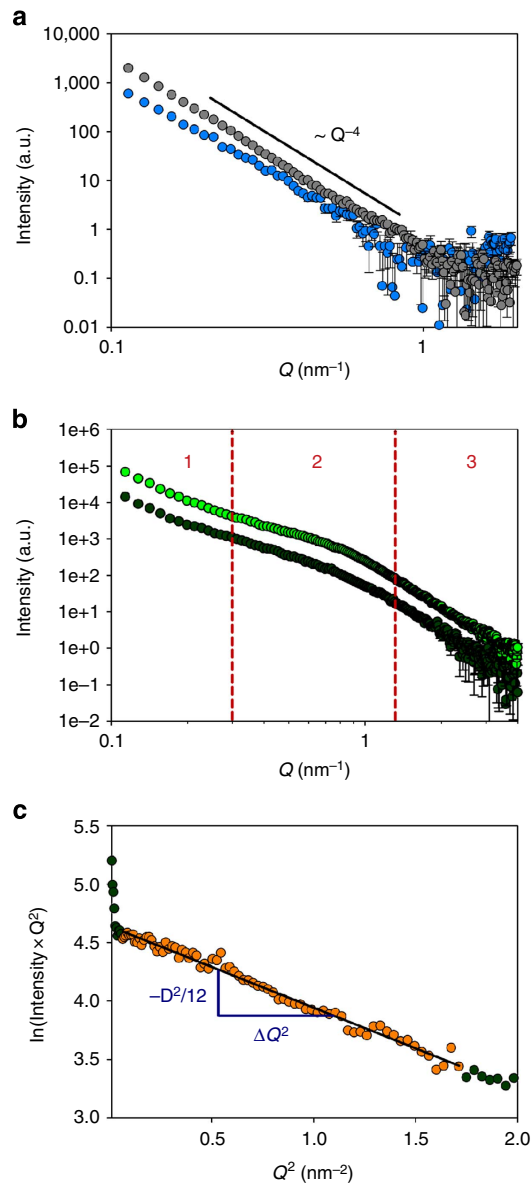 a
10,000
1,000
100
10
1
0.1
0.01
Intensity (a.u.)
~ Q⁻⁴
0.1
1
Q (nm⁻¹)
b
1e+6
1e+5
1e+4
1e+3
1e+2
1e+1
1e+0
1e−1
1e−2
Intensity (a.u.)
1
2
3
0.1
1
Q (nm⁻¹)
c
5.5
5.0
4.5
4.0
3.5
3.0
ln(Intensity × Q²)
−D²/12
ΔQ²
0.5
1.0
1.5
2.0
Q² (nm⁻²)